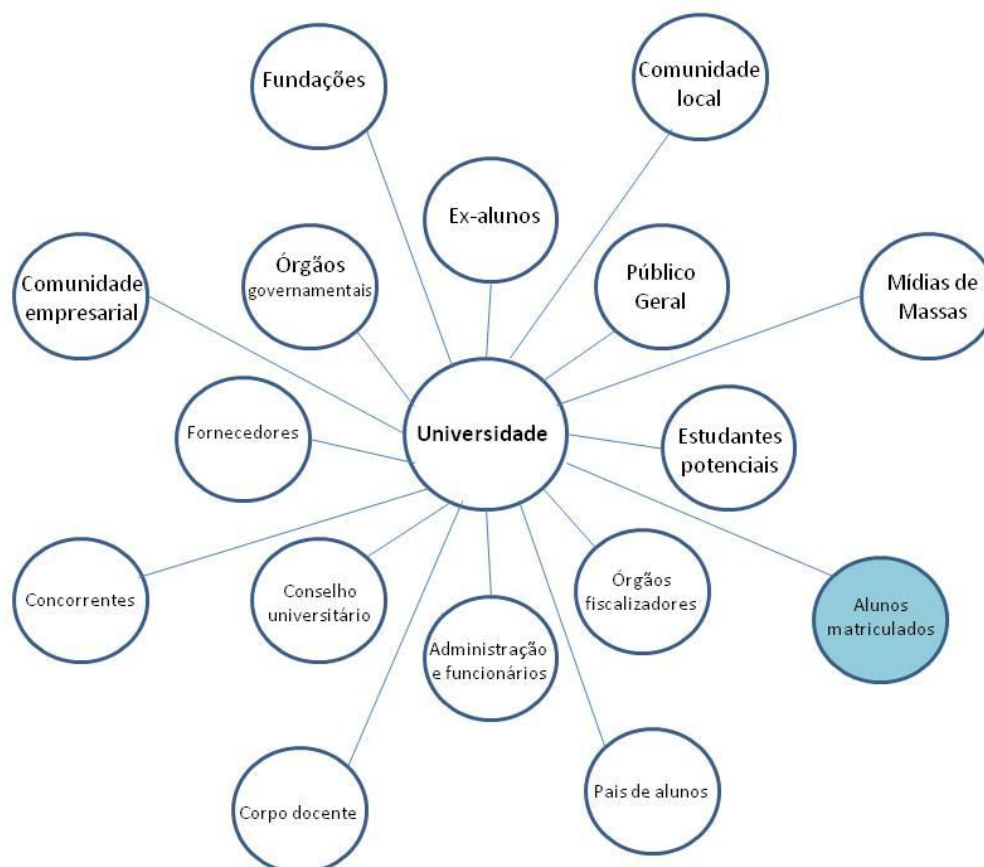 Fundações
Comunidade
local
Ex-alunos
Órgãos
governamentais
Público
Geral
Comunidade
empresarial
Mídias de
Massas
Universidade
Fornecedores
Estudantes
potenciais
Concorrentes
Conselho
universitário
Órgãos
fiscalizadores
Alunos
matriculados
Administração
e funcionários
Corpo docente
Pais de alunos